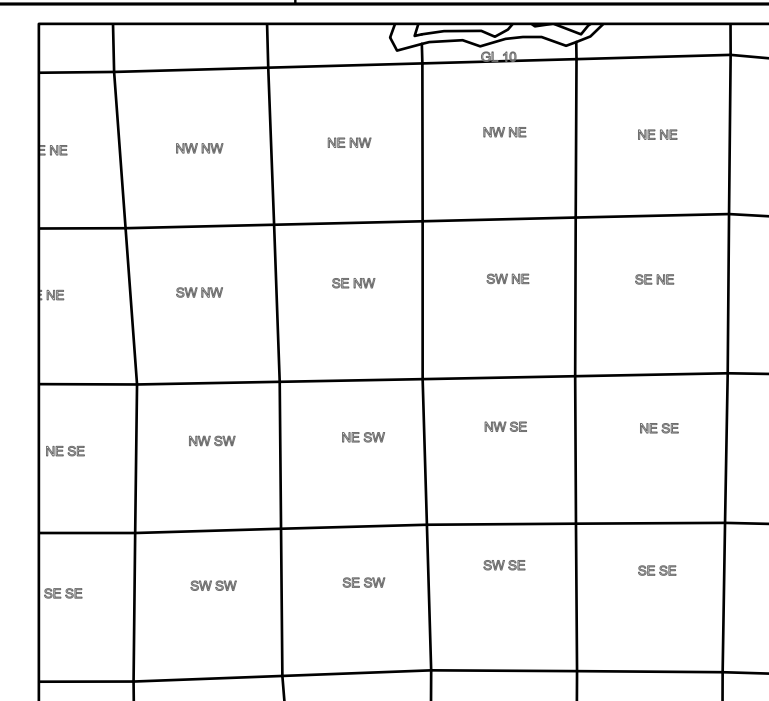 GL 10
E NE
NW NW
NE NW
NW NE
NE NE
NE
SW NW
SE NW
SW NE
SE NE
NE SE
NW SW
NE SW
NW SE
NE SE
SE SE
SW SW
SE SW
SW SE
SE SE